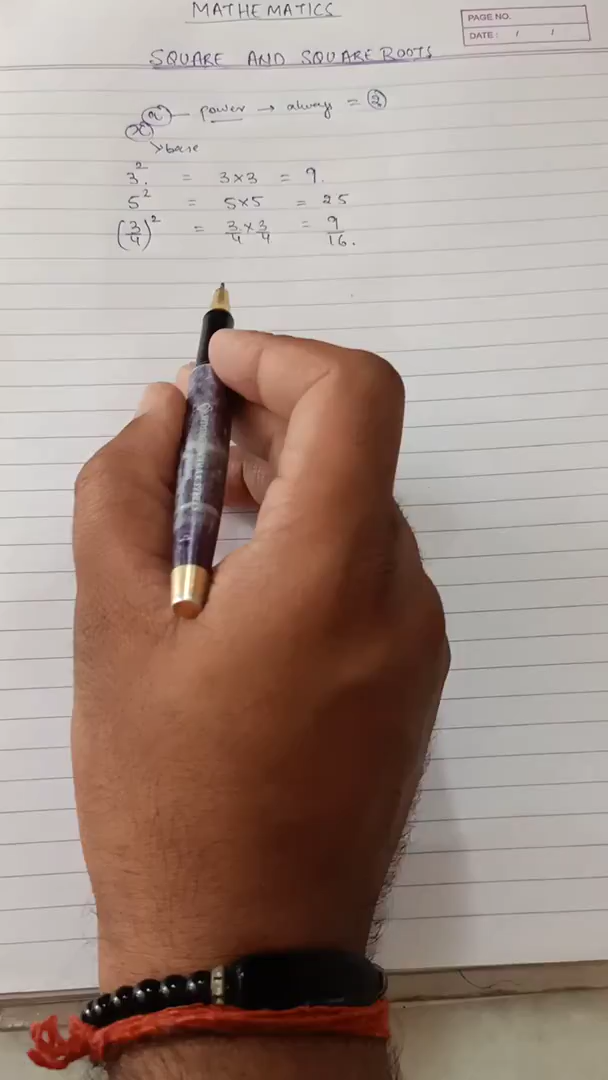 MATHEMATICS
PAGE NO.
DATE : / /
SQUARE AND SQUARE ROOTS
x² — power → always = 2
base
3² = 3×3 = 9.
5² = 5×5 = 25
(3/4)² = 3/4 × 3/4 = 9/16.